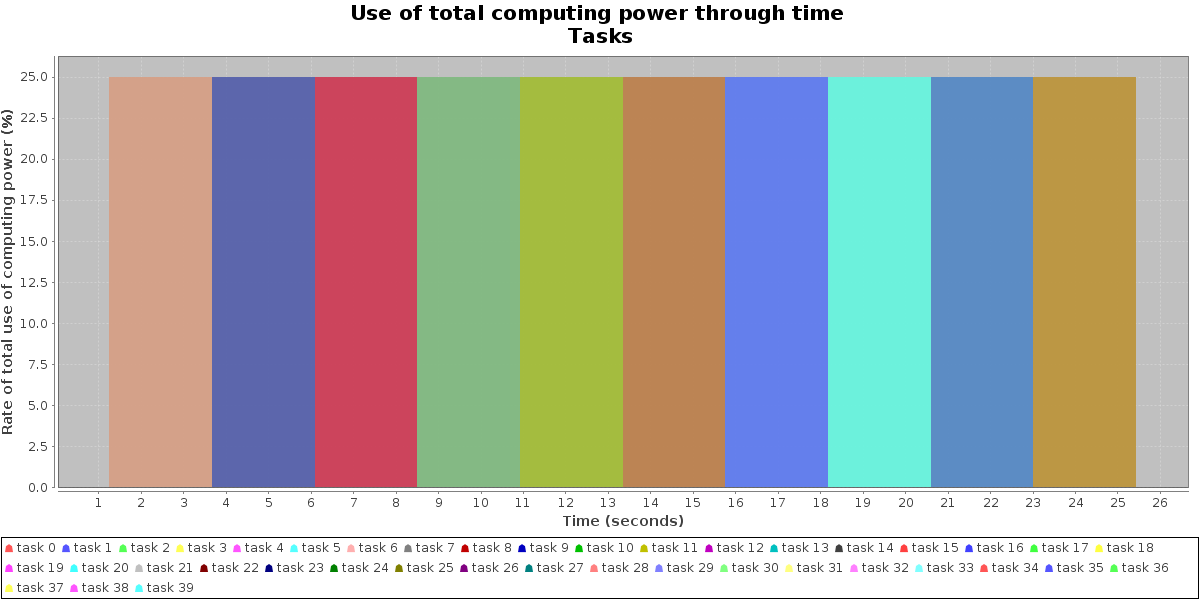 Use of total computing power through time
Tasks
Rate of total use of computing power (%)
25.0
22.5
20.0
17.5
15.0
12.5
10.0
7.5
5.0
2.5
0.0
1 2 3 4 5 6 7 8 9 10 11 12 13 14 15 16 17 18 19 20 21 22 23 24 25 26
Time (seconds)
task 0 task 1 task 2 task 3 task 4 task 5 task 6 task 7 task 8 task 9 task 10 task 11 task 12 task 13 task 14 task 15 task 16 task 17 task 18
task 19 task 20 task 21 task 22 task 23 task 24 task 25 task 26 task 27 task 28 task 29 task 30 task 31 task 32 task 33 task 34 task 35 task 36
task 37 task 38 task 39